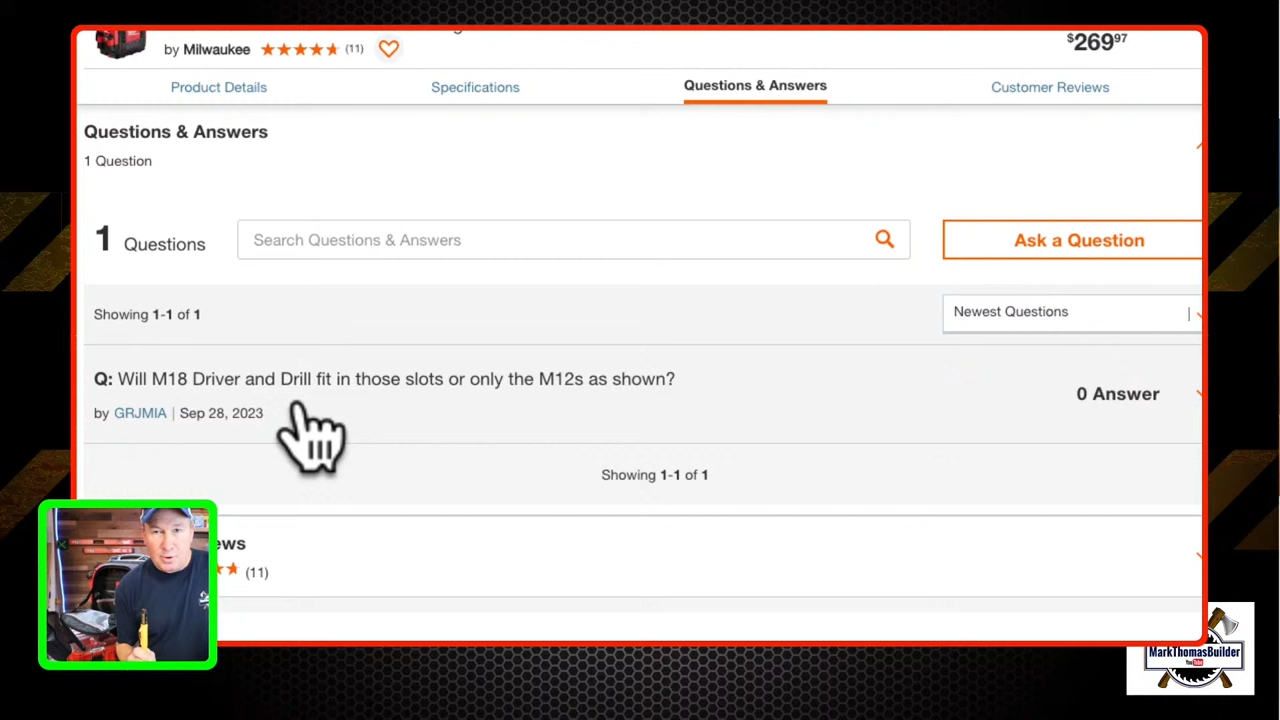 by Milwaukee (11)
$269.97
Product Details
Specifications
Questions & Answers
Customer Reviews
Questions & Answers
1 Question
1 Questions
Search Questions & Answers
Ask a Question
Showing 1-1 of 1
Newest Questions
Q: Will M18 Driver and Drill fit in those slots or only the M12s as shown?
by GRJMIA | Sep 28, 2023
0 Answer
Showing 1-1 of 1
ews
(11)
MarkThomasBuilder
YouTube